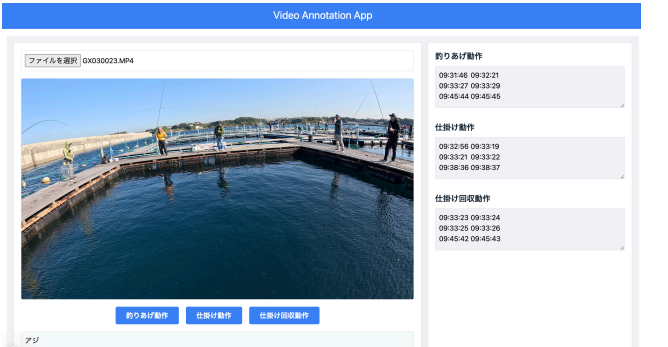 Video Annotation App
ファイルを選択 GX030023.MP4
釣りあげ動作 仕掛け動作 仕掛け回収動作
アジ
釣りあげ動作
09:31:46 09:32:21
09:33:27 09:33:29
09:45:44 09:45:45
仕掛け動作
09:32:56 09:33:19
09:33:21 09:33:22
09:38:36 09:38:37
仕掛け回収動作
09:33:23 09:33:24
09:33:25 09:33:26
09:45:42 09:45:43